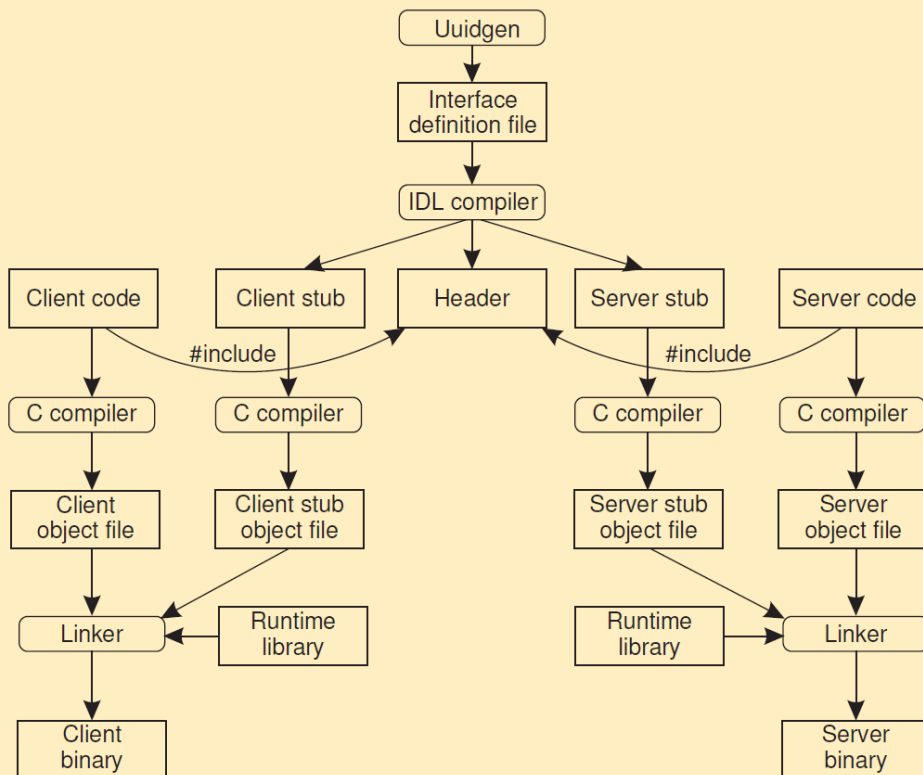 Uuidgen
Interface
definition file
IDL compiler
Client code
Client stub
Header
Server stub
Server code
#include
#include
C compiler
C compiler
C compiler
C compiler
Client
object file
Client stub
object file
Server stub
object file
Server
object file
Linker
Runtime
library
Runtime
library
Linker
Client
binary
Server
binary